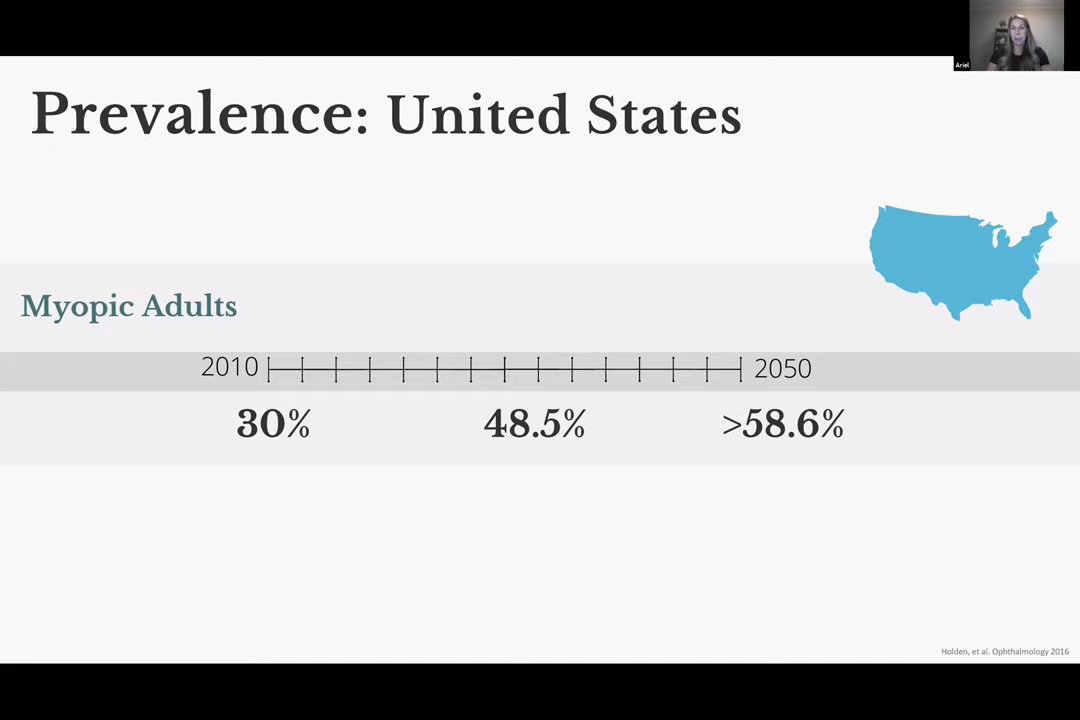 Ariel
Prevalence: United States
Myopic Adults
2010 2050
30% 48.5% >58.6%
Holden, et al. Ophthalmology 2016